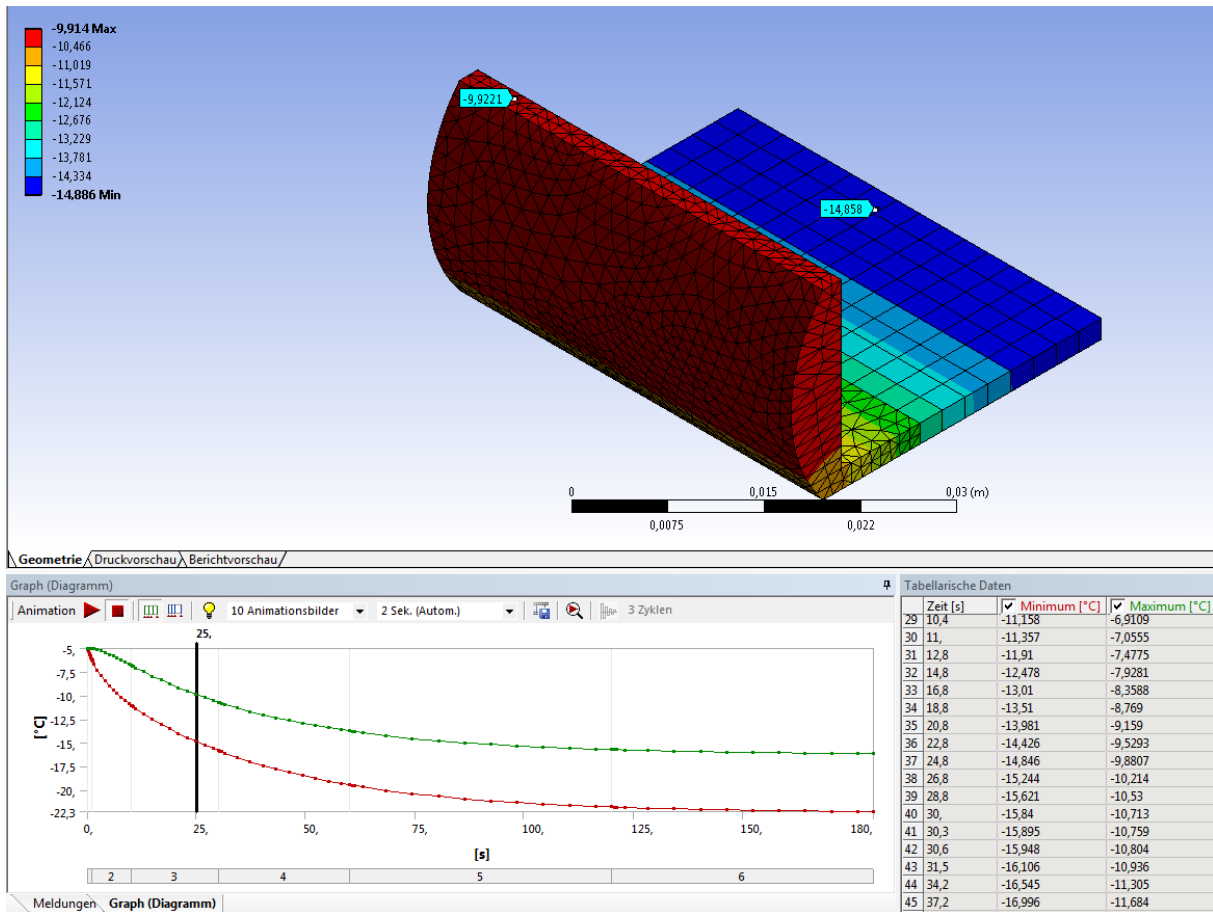 -9,914 Max
-10,466
-11,019
-11,571
-12,124
-12,676
-13,229
-13,781
-14,334
-14,886 Min
-9,9221
-14,858
0 0,015 0,03 (m)
0,0075 0,022
Geometrie Druckvorschau Berichtvorschau
Graph (Diagramm)
Animation 10 Animationsbilder 2 Sek. (Autom.) 3 Zyklen
25,
-5,
-7,5
-10,
-12,5
-15,
-17,5
-20,
-22,3
[°C]
0, 25, 50, 75, 100, 125, 150, 180,
[s]
2 3 4 5 6
Meldungen Graph (Diagramm)
Tabellarische Daten
Zeit [s] Minimum [°C] Maximum [°C]
29 10,4 -11,158 -6,9109
30 11, -11,357 -7,0555
31 12,8 -11,91 -7,4775
32 14,8 -12,478 -7,9281
33 16,8 -13,01 -8,3588
34 18,8 -13,51 -8,769
35 20,8 -13,981 -9,159
36 22,8 -14,426 -9,5293
37 24,8 -14,846 -9,8807
38 26,8 -15,244 -10,214
39 28,8 -15,621 -10,53
40 30, -15,84 -10,713
41 30,3 -15,895 -10,759
42 30,6 -15,948 -10,804
43 31,5 -16,106 -10,936
44 34,2 -16,545 -11,305
45 37,2 -16,996 -11,684